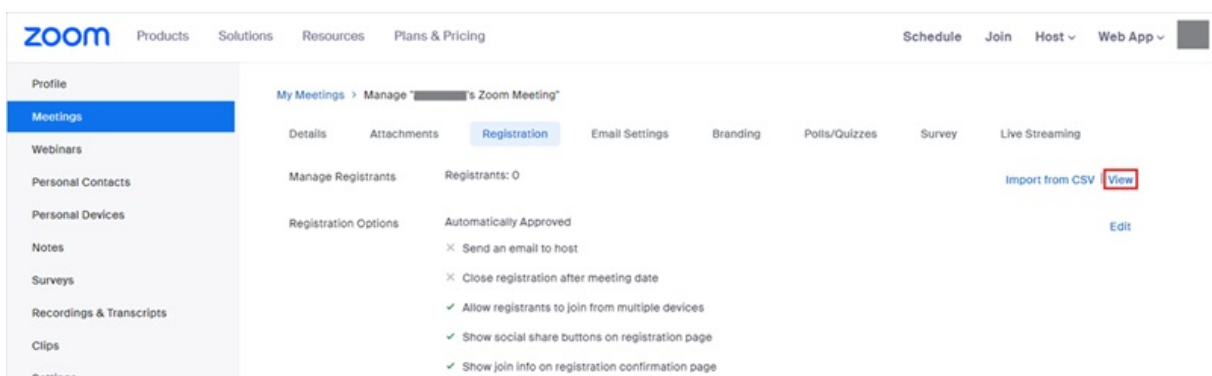 zoom Products Solutions Resources Plans & Pricing Schedule Join Host Web App
Profile
Meetings
Webinars
Personal Contacts
Personal Devices
Notes
Surveys
Recordings & Transcripts
Clips
My Meetings > Manage "'s Zoom Meeting"
Details Attachments Registration Email Settings Branding Polls/Quizzes Survey Live Streaming
Manage Registrants Registrants: 0 Import from CSV | View
Registration Options Automatically Approved Edit
Send an email to host
Close registration after meeting date
Allow registrants to join from multiple devices
Show social share buttons on registration page
Show join info on registration confirmation page